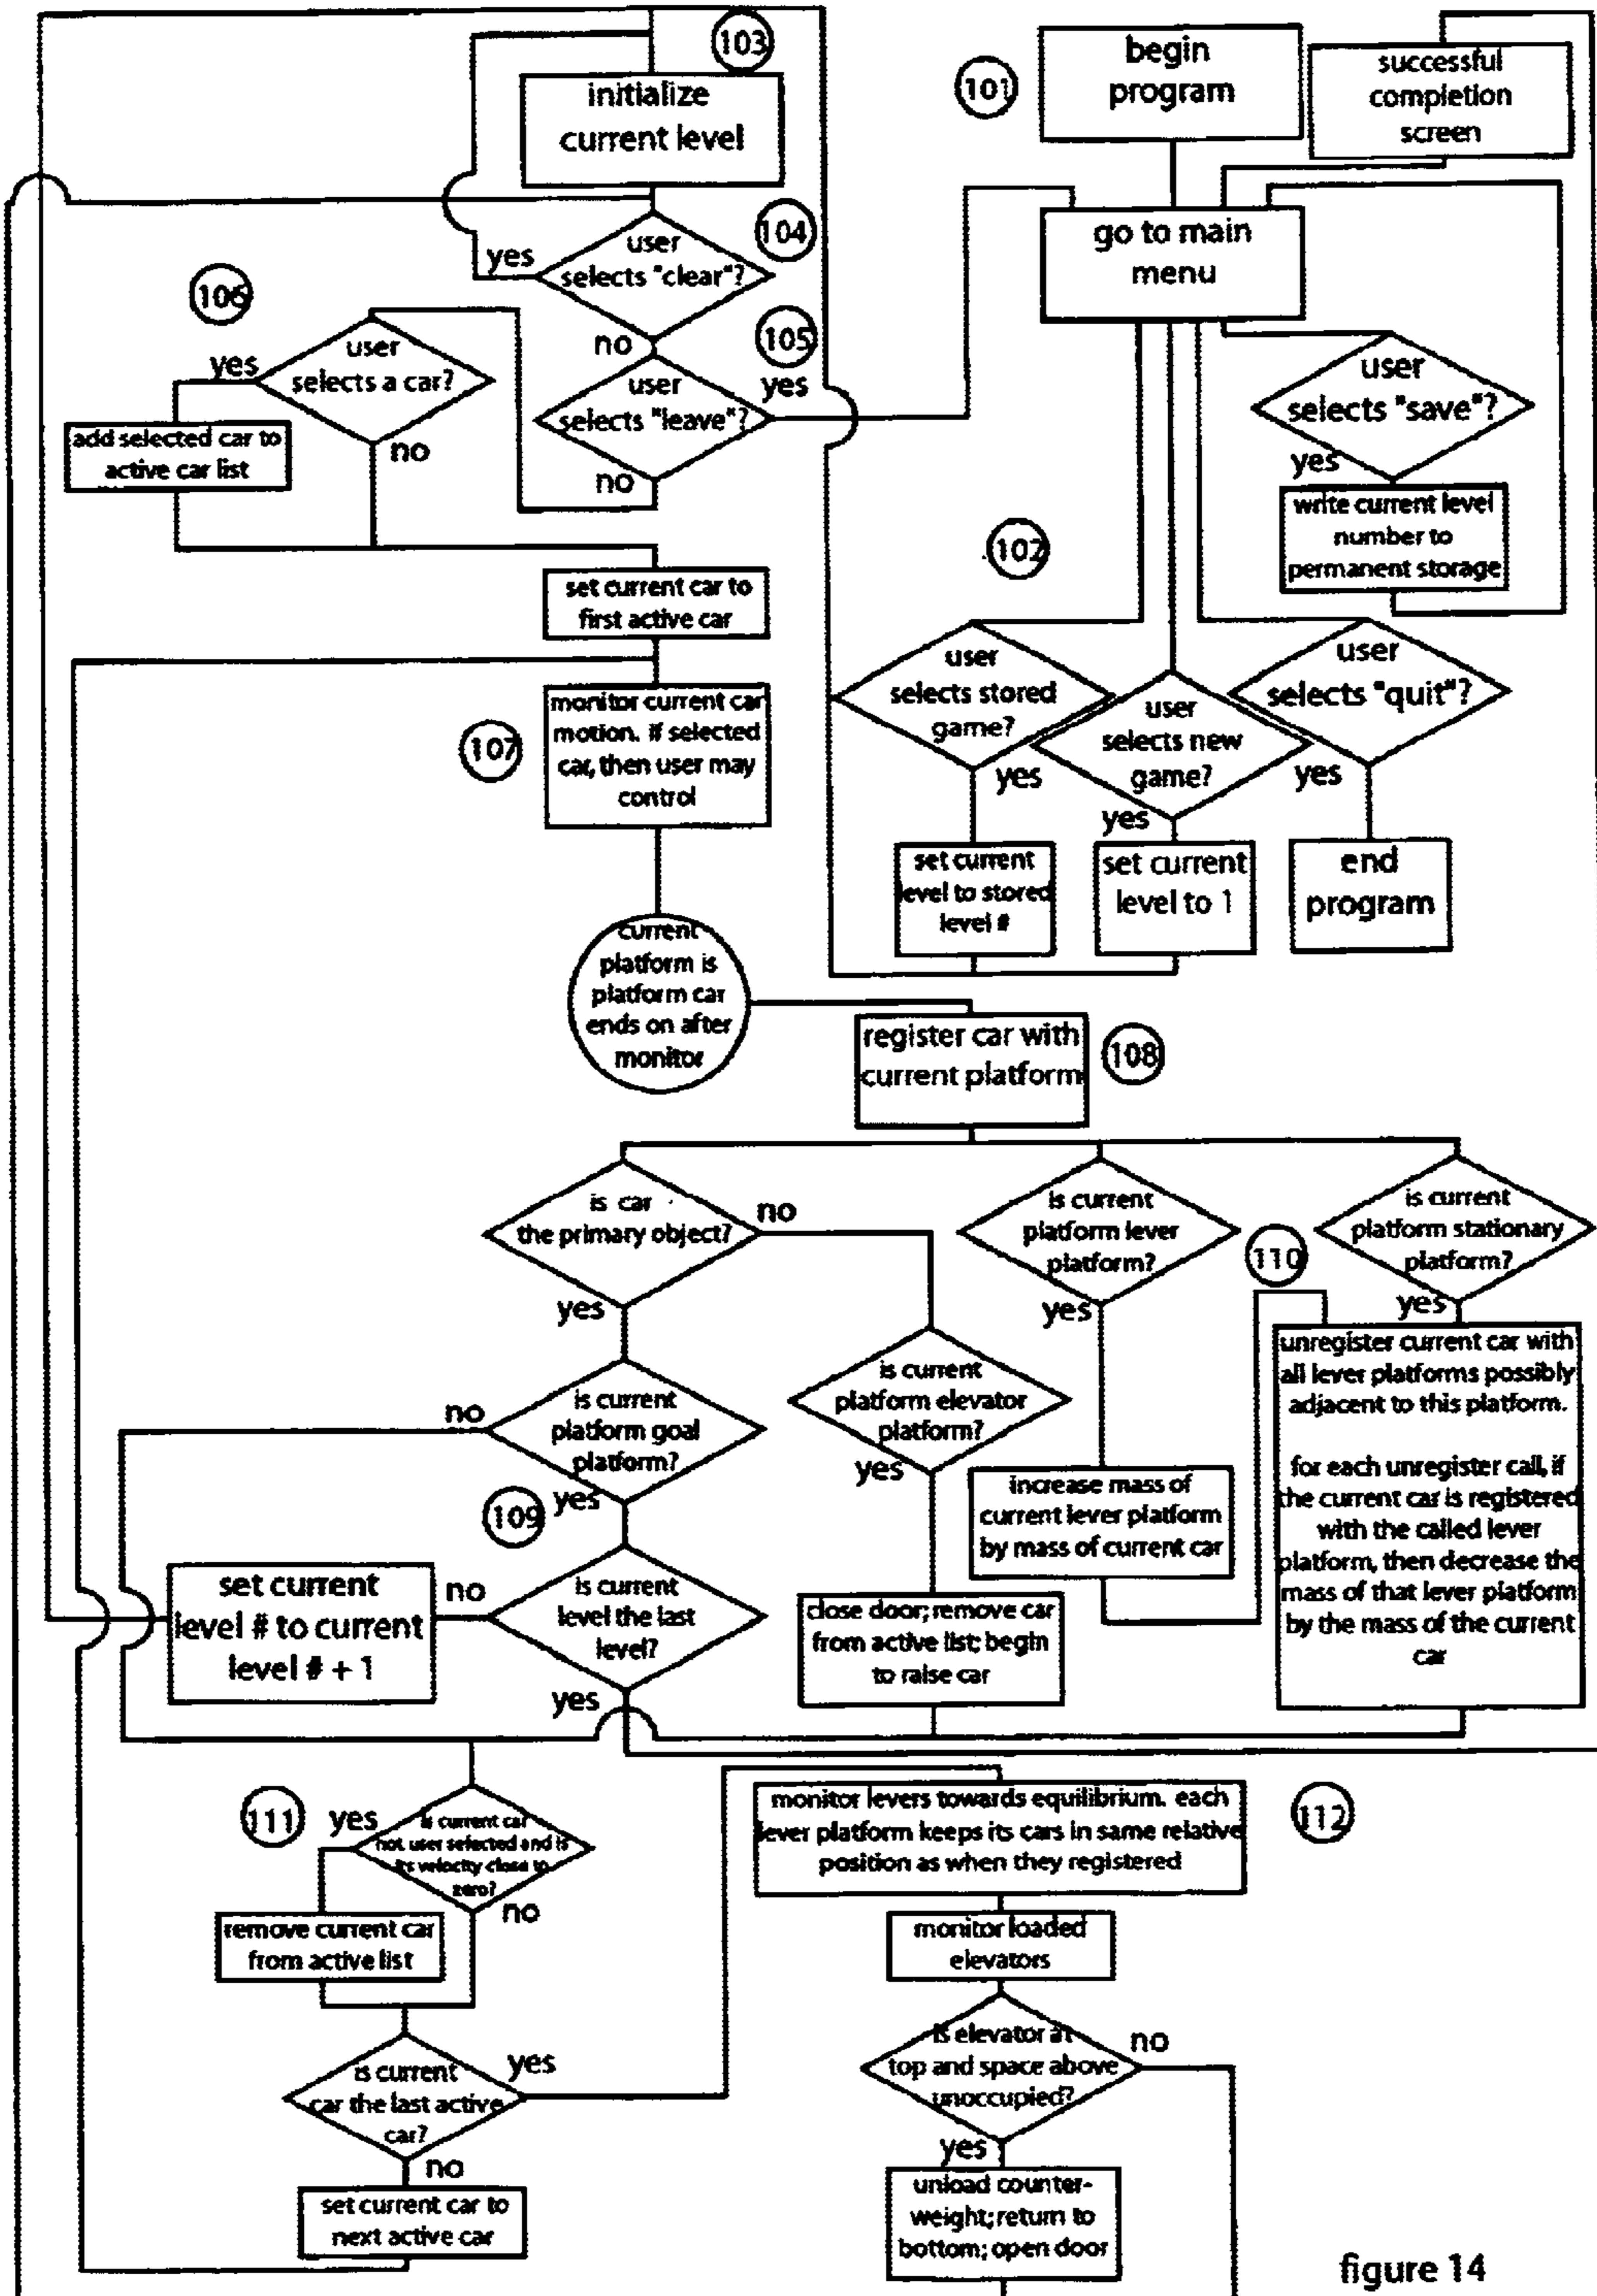 103
initialize
current level
104
user
selects "clear"?
yes
no
105
user
selects "leave"?
yes
no
106
user
selects a car?
yes
no
add selected car to
active car list
set current car to
first active car
107
monitor current car
motion. if selected
car, then user may
control
current
platform is
platform car
ends on after
monitor
101
begin
program
successful
completion
screen
go to main
menu
user
selects "save"?
yes
write current level
number to
permanent storage
102
user
selects stored
game?
yes
user
selects new
game?
yes
user
selects "quit"?
yes
set current
level to stored
level #
set current
level to 1
end
program
register car with
current platform
108
is car
the primary object?
no
yes
is current
platform lever
platform?
yes
110
is current
platform stationary
platform?
yes
is current
platform goal
platform?
no
yes
is current
platform elevator
platform?
yes
increase mass of
current lever platform
by mass of current car
unregister current car with
all lever platforms possibly
adjacent to this platform.
for each unregister call, if
the current car is registered
with the called lever
platform, then decrease the
mass of that lever platform
by the mass of the current
car
109
is current
level the last
level?
no
yes
set current
level # to current
level # + 1
close door; remove car
from active list; begin
to raise car
111
is current car
not user selected and is
its velocity close to
zero?
yes
no
remove current car
from active list
is current
car the last active
car?
yes
no
set current car to
next active car
112
monitor levers towards equilibrium. each
lever platform keeps its cars in same relative
position as when they registered
monitor loaded
elevators
is elevator at
top and space above
unoccupied?
no
yes
unload counter-
weight; return to
bottom; open door
figure 14